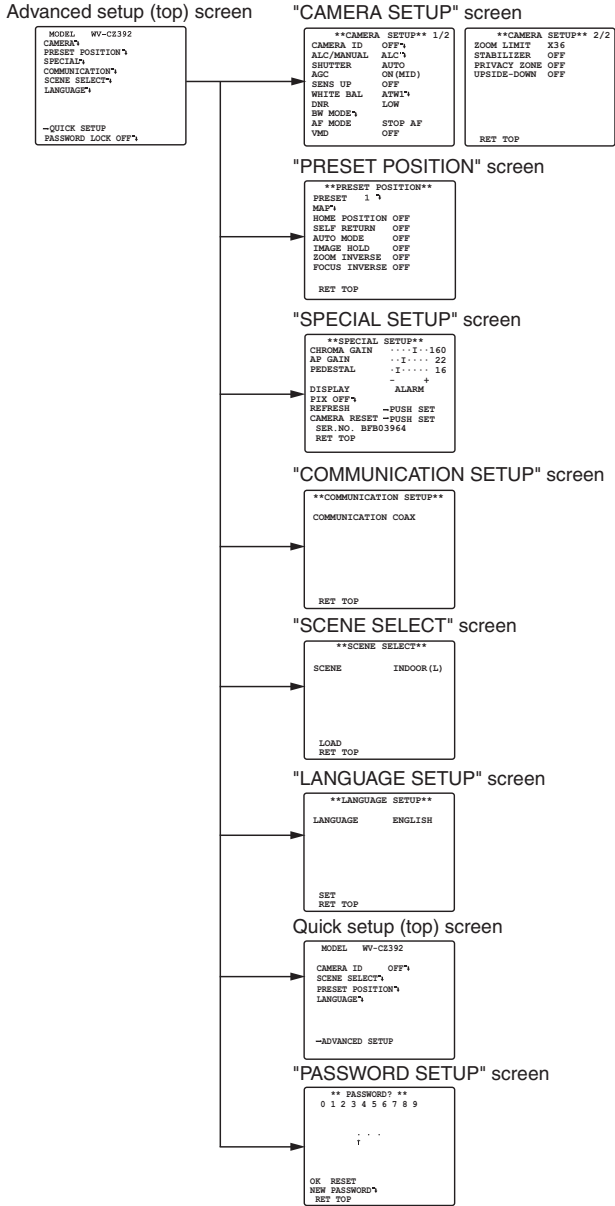 Advanced setup (top) screen
MODEL WV-CZ392
CAMERA
PRESET POSITION
SPECIAL
COMMUNICATION
SCENE SELECT
LANGUAGE
QUICK SETUP
PASSWORD LOCK OFF
"CAMERA SETUP" screen
**CAMERA SETUP** 1/2
CAMERA ID OFF
ALC/MANUAL ALC
SHUTTER AUTO
AGC ON(MID)
SENS UP OFF
WHITE BAL ATW1
DNR LOW
BW MODE
AF MODE STOP AF
VMD OFF
**CAMERA SETUP** 2/2
ZOOM LIMIT X36
STABILIZER OFF
PRIVACY ZONE OFF
UPSIDE-DOWN OFF
RET TOP
"PRESET POSITION" screen
**PRESET POSITION**
PRESET 1
MAP
HOME POSITION OFF
SELF RETURN OFF
AUTO MODE OFF
IMAGE HOLD OFF
ZOOM INVERSE OFF
FOCUS INVERSE OFF
RET TOP
"SPECIAL SETUP" screen
**SPECIAL SETUP**
CHROMA GAIN ····I··160
AP GAIN ··I···· 22
PEDESTAL ·I····· 16
- +
DISPLAY ALARM
PIX OFF
REFRESH PUSH SET
CAMERA RESET PUSH SET
SER.NO. BFB03964
RET TOP
"COMMUNICATION SETUP" screen
**COMMUNICATION SETUP**
COMMUNICATION COAX
RET TOP
"SCENE SELECT" screen
**SCENE SELECT**
SCENE INDOOR(L)
LOAD
RET TOP
"LANGUAGE SETUP" screen
**LANGUAGE SETUP**
LANGUAGE ENGLISH
SET
RET TOP
Quick setup (top) screen
MODEL WV-CZ392
CAMERA ID OFF
SCENE SELECT
PRESET POSITION
LANGUAGE
ADVANCED SETUP
"PASSWORD SETUP" screen
** PASSWORD? **
0 1 2 3 4 5 6 7 8 9
. . .
↑
OK RESET
NEW PASSWORD
RET TOP